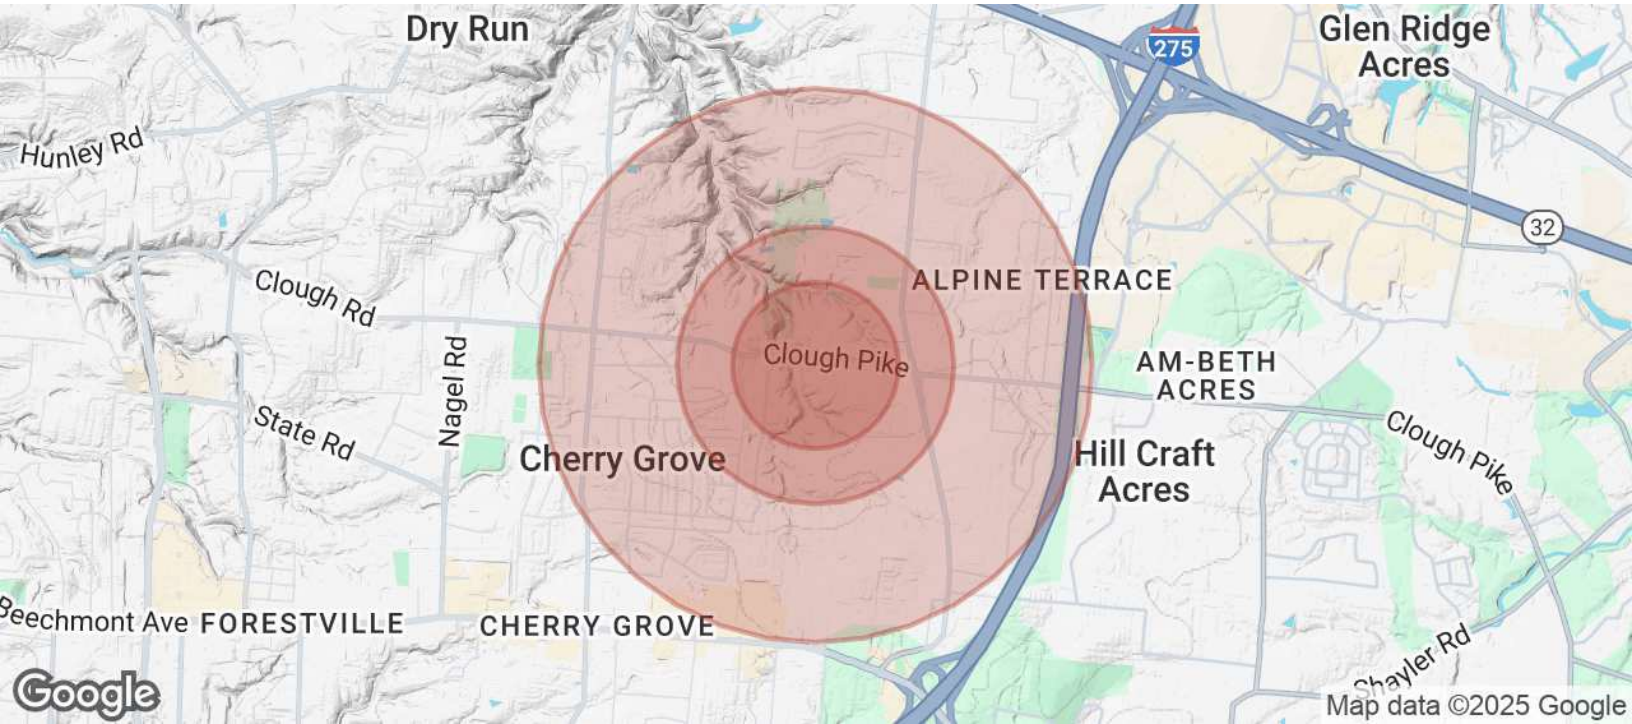 Dry Run
275
Glen Ridge
Acres
Hunley Rd
32
Clough Rd
ALPINE TERRACE
Nagel Rd
Clough Pike
AM-BETH
ACRES
State Rd
Cherry Grove
Hill Craft
Acres
Clough Pike
Beechmont Ave
FORESTVILLE
CHERRY GROVE
Shayler Rd
Google
Map data ©2025 Google